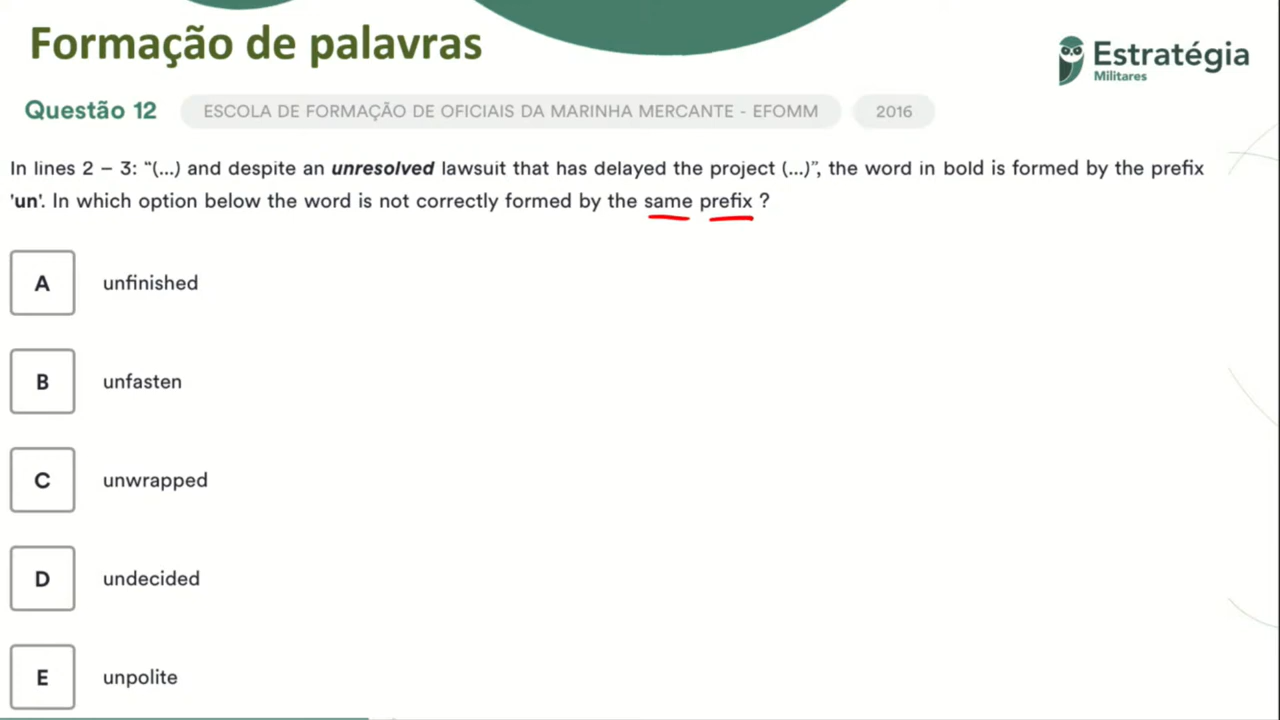 Formação de palavras
Estratégia
Militares
Questão 12
ESCOLA DE FORMAÇÃO DE OFICIAIS DA MARINHA MERCANTE - EFOMM
2016
In lines 2 – 3: “(...) and despite an unresolved lawsuit that has delayed the project (...)”, the word in bold is formed by the prefix
'un'. In which option below the word is not correctly formed by the same prefix ?
A unfinished
B unfasten
C unwrapped
D undecided
E unpolite